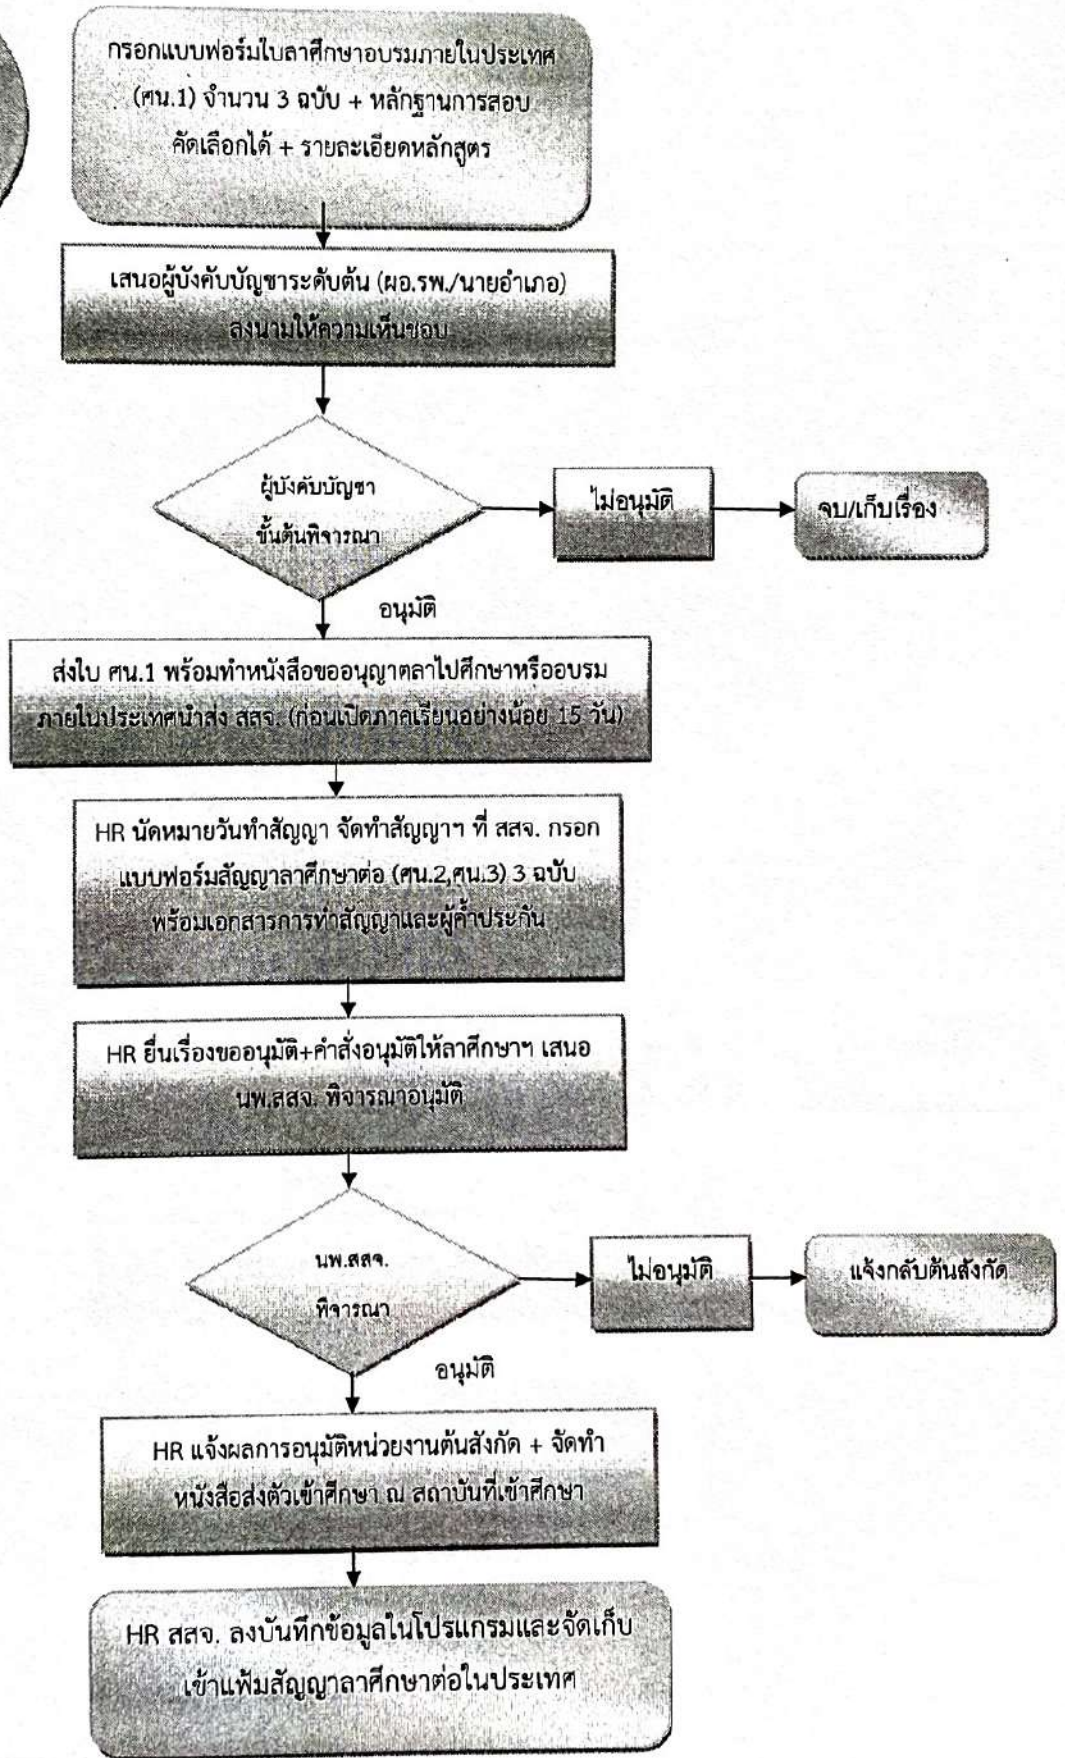 กรอกแบบฟอร์มใบลาศึกษาอบรมภายในประเทศ
(ศน.1) จำนวน 3 ฉบับ + หลักฐานการสอบ
คัดเลือกได้ + รายละเอียดหลักสูตร
เสนอผู้บังคับบัญชาระดับต้น (ผอ.รพ./นายอำเภอ)
ลงนามให้ความเห็นชอบ
ผู้บังคับบัญชา
ขั้นต้นพิจารณา
ไม่อนุมัติ
จบ/เก็บเรื่อง
อนุมัติ
ส่งใบ ศน.1 พร้อมทำหนังสือขออนุญาตลาไปศึกษาหรืออบรม
ภายในประเทศนำส่ง สสจ. (ก่อนเปิดภาคเรียนอย่างน้อย 15 วัน)
HR นัดหมายวันทำสัญญา จัดทำสัญญาฯ ที่ สสจ. กรอก
แบบฟอร์มสัญญาลาศึกษาต่อ (ศน.2,ศน.3) 3 ฉบับ
พร้อมเอกสารการทำสัญญาและผู้ค้ำประกัน
HR ยื่นเรื่องขออนุมัติ+คำสั่งอนุมัติให้ลาศึกษาฯ เสนอ
นพ.สสจ. พิจารณาอนุมัติ
นพ.สสจ.
พิจารณา
ไม่อนุมัติ
แจ้งกลับต้นสังกัด
อนุมัติ
HR แจ้งผลการอนุมัติหน่วยงานต้นสังกัด + จัดทำ
หนังสือส่งตัวเข้าศึกษา ณ สถาบันที่เข้าศึกษา
HR สสจ. ลงบันทึกข้อมูลในโปรแกรมและจัดเก็บ
เข้าแฟ้มสัญญาลาศึกษาต่อในประเทศ